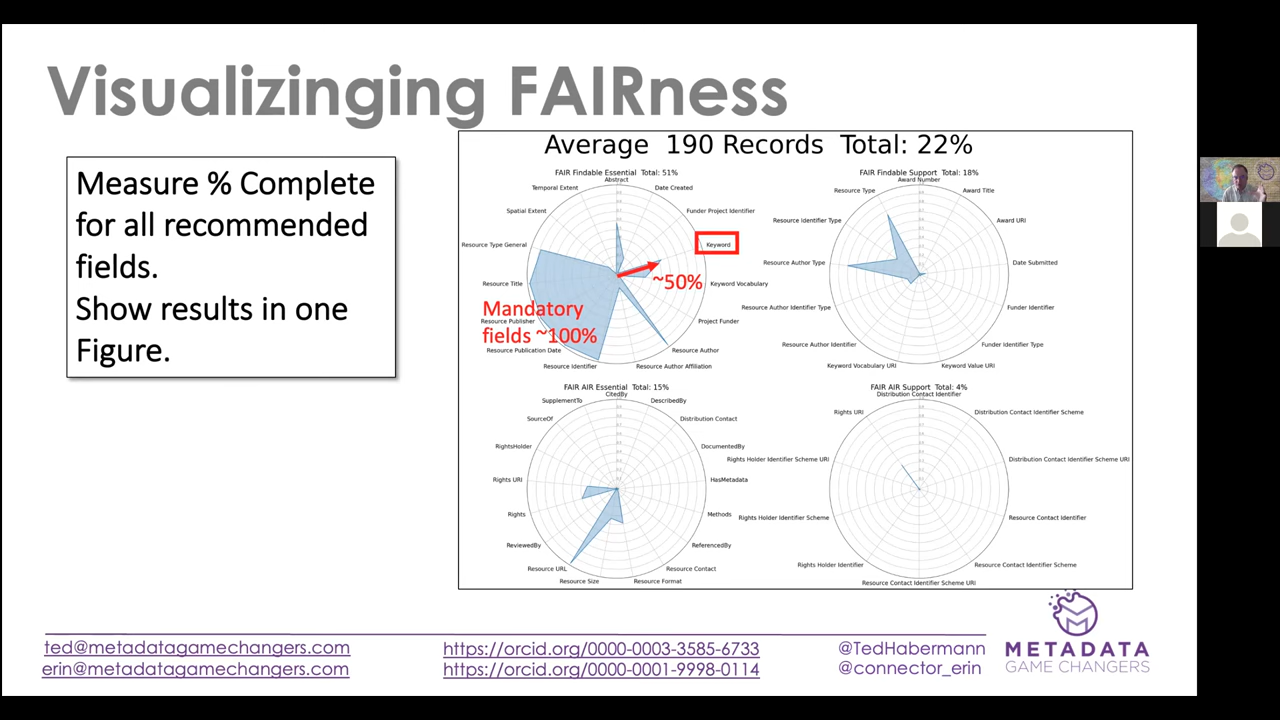 Visualizinging FAIRness
Measure % Complete
for all recommended
fields.
Show results in one
Figure.
Average 190 Records Total: 22%
FAIR Findable Essential Total: 51%
Abstract
Date Created
Funder Project Identifier
Keyword
Keyword Vocabulary
Project Funder
Resource Author
Resource Author Affiliation
Resource Identifier
Resource Publication Date
Resource Publisher
Resource Title
Resource Type General
Spatial Extent
Temporal Extent
~50%
Mandatory
fields ~100%
FAIR Findable Support Total: 18%
Award Number
Award Title
Award URI
Date Submitted
Funder Identifier
Funder Identifier Type
Keyword Value URI
Keyword Vocabulary URI
Resource Author Identifier
Resource Author Identifier Type
Resource Author Type
Resource Identifier Type
Resource Type
FAIR AIR Essential Total: 15%
CitedBy
DescribedBy
Distribution Contact
DocumentedBy
HasMetadata
Methods
ReferencedBy
Resource Contact
Resource Format
Resource Size
Resource URL
ReviewedBy
Rights
Rights URI
RightsHolder
SourceOf
SupplementTo
FAIR AIR Support Total: 4%
Distribution Contact Identifier
Distribution Contact Identifier Scheme
Distribution Contact Identifier Scheme URI
Resource Contact Identifier
Resource Contact Identifier Scheme
Resource Contact Identifier Scheme URI
Rights Holder Identifier
Rights Holder Identifier Scheme
Rights Holder Identifier Scheme URI
Rights URI
ted@metadatagamechangers.com
erin@metadatagamechangers.com
https://orcid.org/0000-0003-3585-6733
https://orcid.org/0000-0001-9998-0114
@TedHabermann
@connector_erin
METADATA
GAME CHANGERS